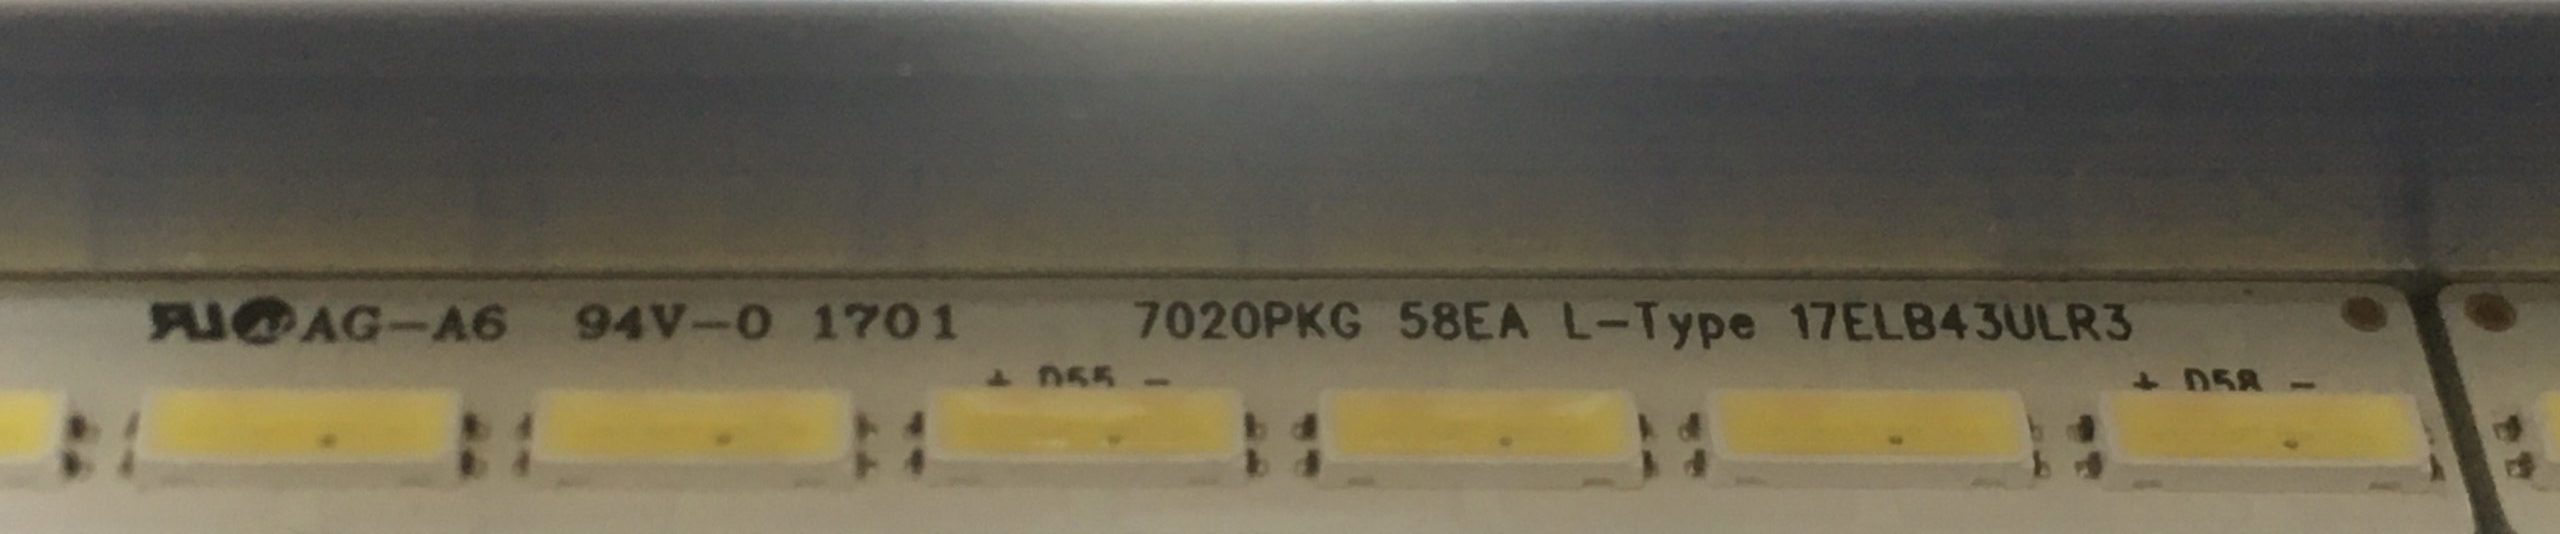 AG-A6 94V-0 1701 7020PKG 58EA L-Type 17ELB43ULR3
+ D55 -
+ D58 -